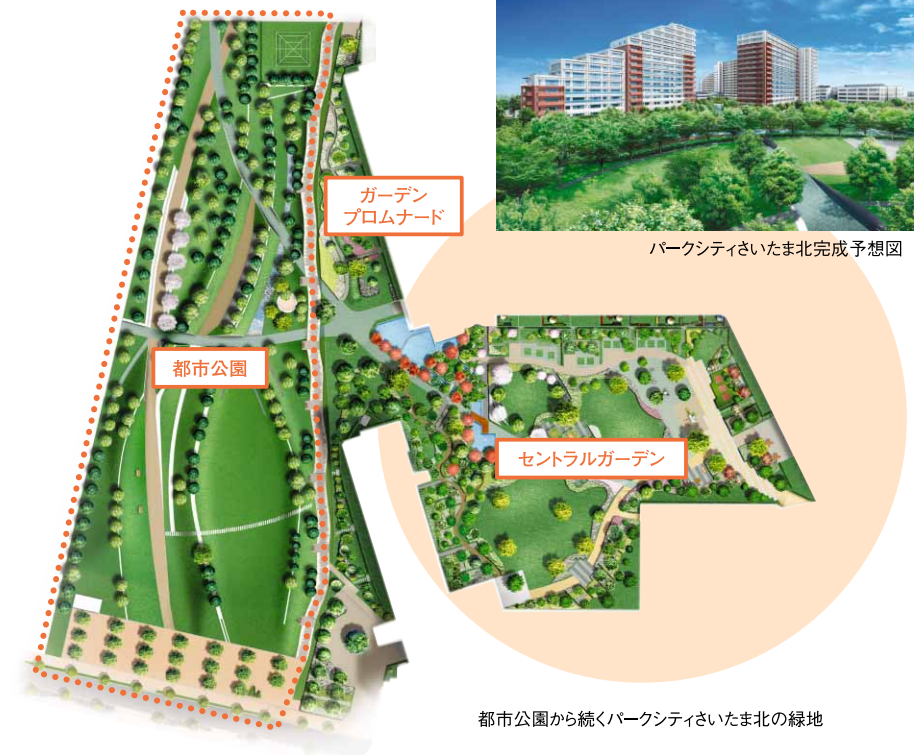 ガーデン
プロムナード
パークシティさいたま北完成予想図
都市公園
セントラルガーデン
都市公園から続くパークシティさいたま北の緑地